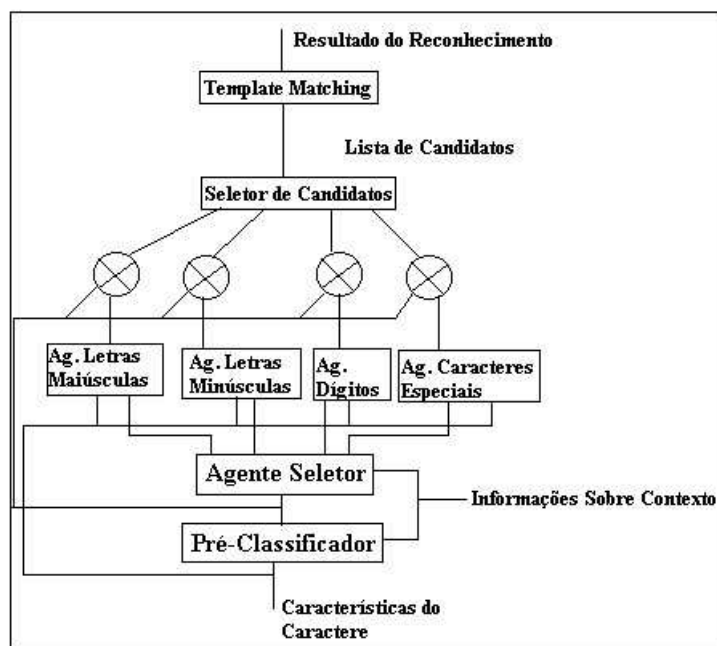 Resultado do Reconhecimento
Template Matching
Lista de Candidatos
Seletor de Candidatos
Ag. Letras
Maiúsculas
Ag. Letras
Minúsculas
Ag.
Dígitos
Ag. Caracteres
Especiais
Agente Seletor
Informações Sobre Contexto
Pré-Classificador
Características do
Caractere